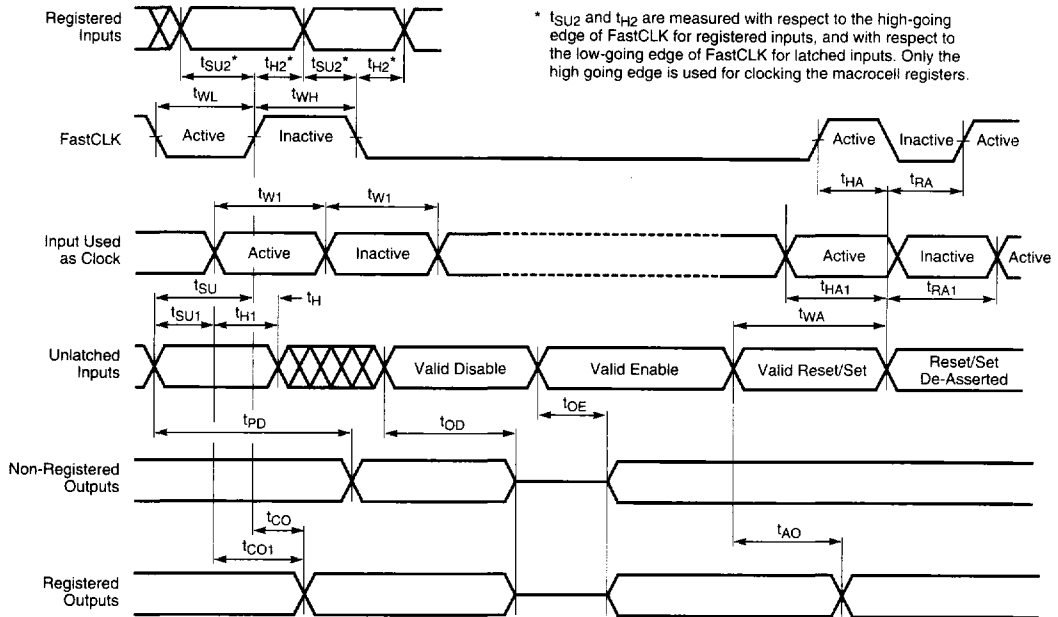 Registered
Inputs
* tSU2 and tH2 are measured with respect to the high-going
edge of FastCLK for registered inputs, and with respect to
the low-going edge of FastCLK for latched inputs. Only the
high going edge is used for clocking the macrocell registers.
tSU2* tH2* tSU2* tH2*
tWL tWH
FastCLK Active Inactive Active Inactive Active
tHA tRA
tW1 tW1
Input Used
as Clock
Active Inactive Active Inactive Active
tSU tH tHA1 tRA1
tSU1 tH1 tWA
Unlatched
Inputs
Valid Disable Valid Enable Valid Reset/Set Reset/Set
De-Asserted
tPD tOD tOE
Non-Registered
Outputs
tCO tAO
tCO1
Registered
Outputs